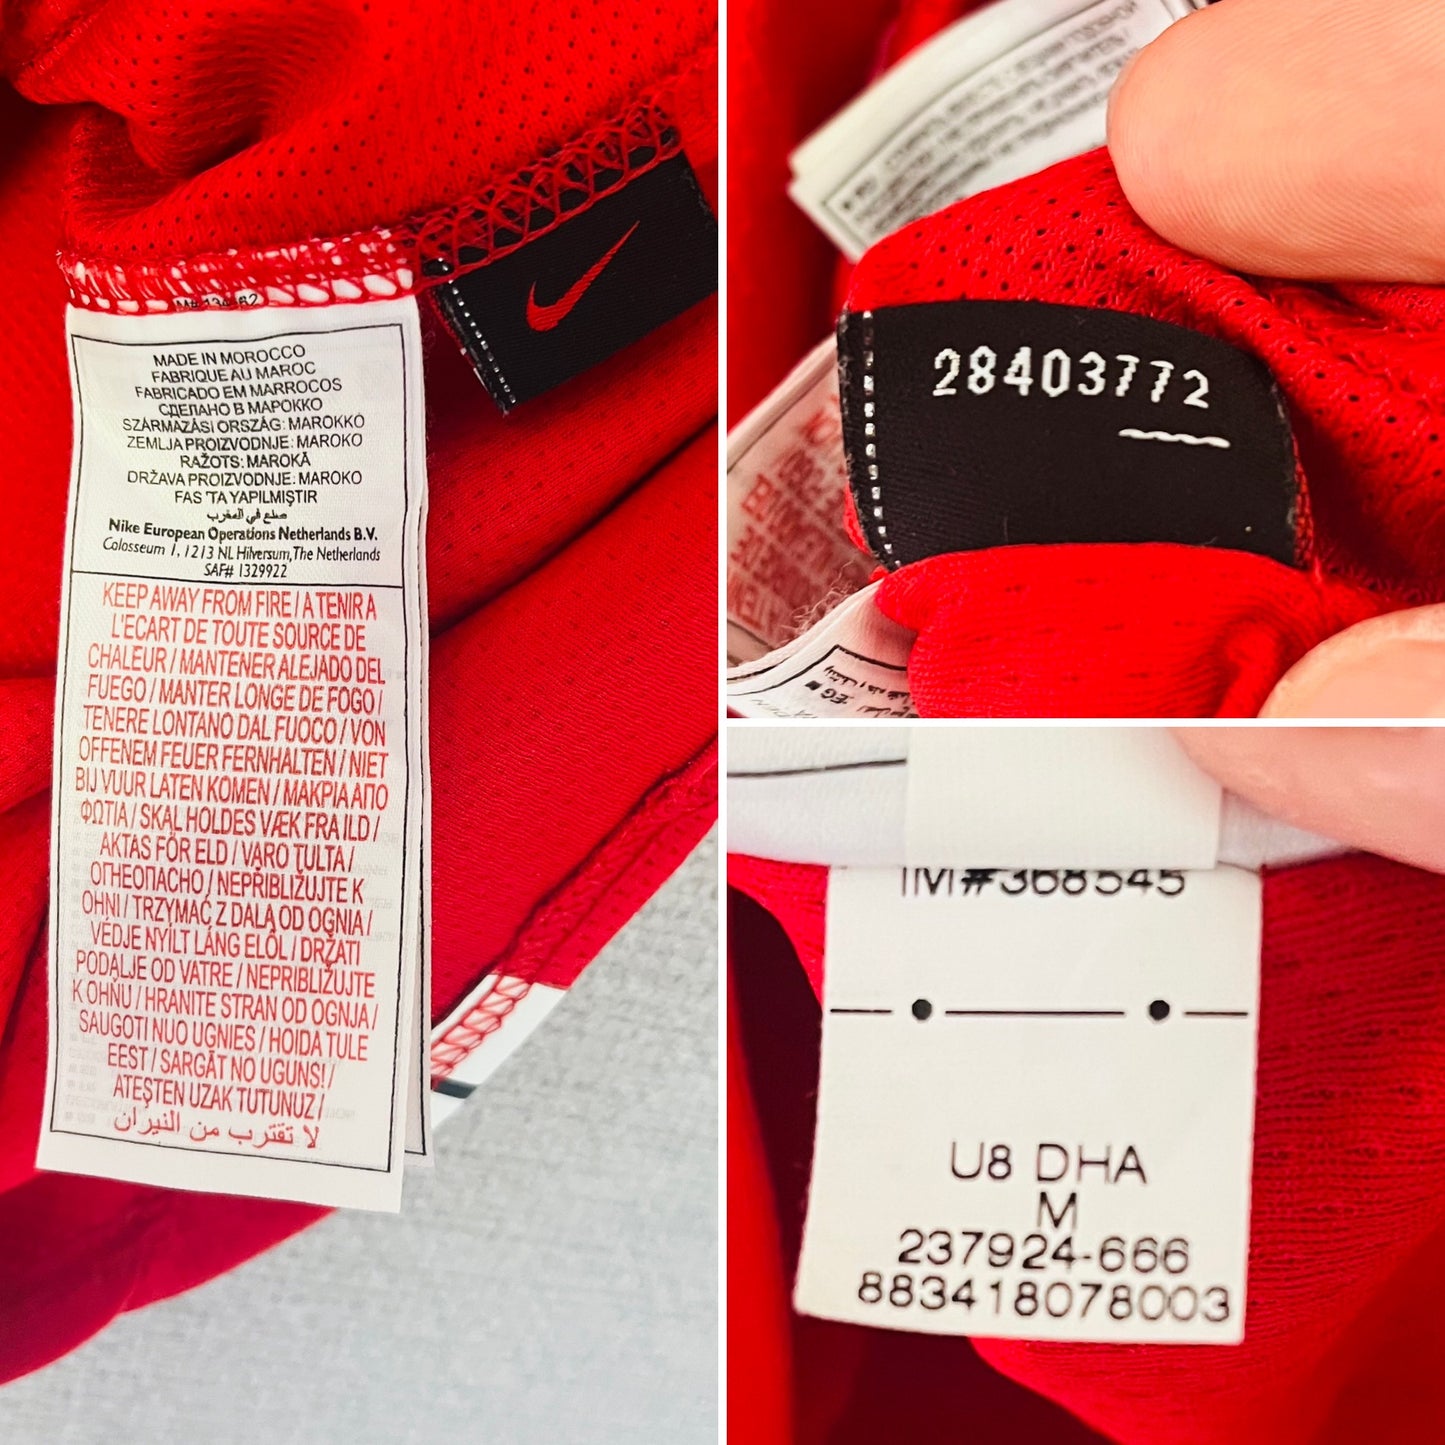 MADE IN MOROCCO
FABRIQUE AU MAROC
FABRICADO EM MARROCOS
СДЕЛАНО В МАРОККО
SZÁRMAZÁSI ORSZÁG: MAROKKÓ
ZEMLJA PROIZVODNJE: MAROKO
RAŽOTS: MAROKĀ
DRŽAVA PROIZVODNJE: MAROKO
FAS 'TA YAPILMIŞTIR
صنع في المغرب
Nike European Operations Netherlands B.V.
Colosseum 1, 1213 NL Hilversum, The Netherlands
SAF# 1329922
KEEP AWAY FROM FIRE / A TENIR A
L'ECART DE TOUTE SOURCE DE
CHALEUR / MANTENER ALEJADO DEL
FUEGO / MANTER LONGE DE FOGO /
TENERE LONTANO DAL FUOCO / VON
OFFENEM FEUER FERNHALTEN / NIET
BIJ VUUR LATEN KOMEN / ΜΑΚΡΙΑ ΑΠΟ
ΦΩΤΙΑ / SKAL HOLDES VÆK FRA ILD /
AKTAS FÖR ELD / VARO TULTA /
ОГНЕОПАСНО / NEPŘIBLIŽUJTE K
OHNI / TRZYMAĆ Z DALA OD OGNIA /
VÉDJE NYÍLT LÁNG ELŐL / DRŽATI
PODALJE OD VATRE / NEPRIBLIŽUJTE
K OHŇU / HRANITE STRAN OD OGNJA /
SAUGOTI NUO UGNIES / HOIDA TULE
EEST / SARGĀT NO UGUNS! /
ATEŞTEN UZAK TUTUNUZ /
لا تقترب من النيران
28403772
IM#368545
U8 DHA
M
237924-666
883418078003